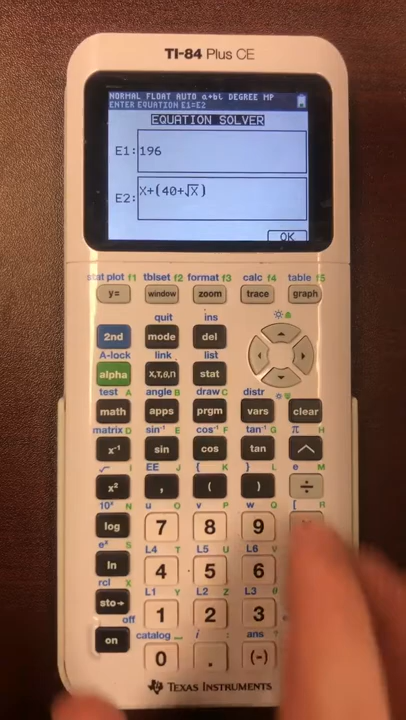 TI-84 Plus CE
NORMAL FLOAT AUTO a+bi DEGREE MP
ENTER EQUATION E1=E2
EQUATION SOLVER
E1: 196
E2: X+(40+√X)
OK
stat plot f1 tblset f2 format f3 calc f4 table f5
y= window zoom trace graph
quit ins
2nd mode del
A-lock link list
alpha X,T,θ,n stat
test A angle B draw C distr
math apps prgm vars clear
matrix D sin⁻¹ E cos⁻¹ F tan⁻¹ G π H
x⁻¹ sin cos tan ^
√ I EE J { K } L e M
x² , ( ) ÷
10ˣ N u O v P w Q [ R
log 7 8 9
eˣ S L4 T L5 U L6 V
ln 4 5 6
rcl X L1 Y L2 Z L3 θ
sto→ 1 2 3
off catalog i : ans ?
on 0 . (-)
TEXAS INSTRUMENTS